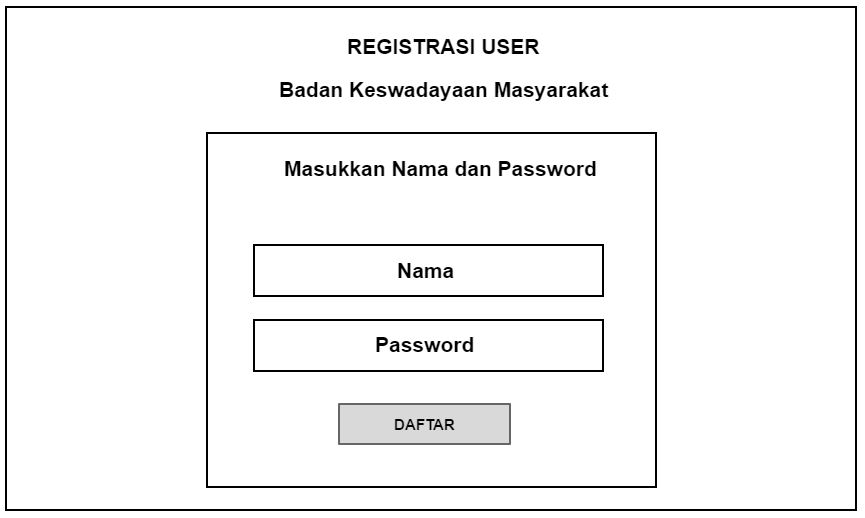 REGISTRASI USER
Badan Keswadayaan Masyarakat
Masukkan Nama dan Password
Nama
Password
DAFTAR